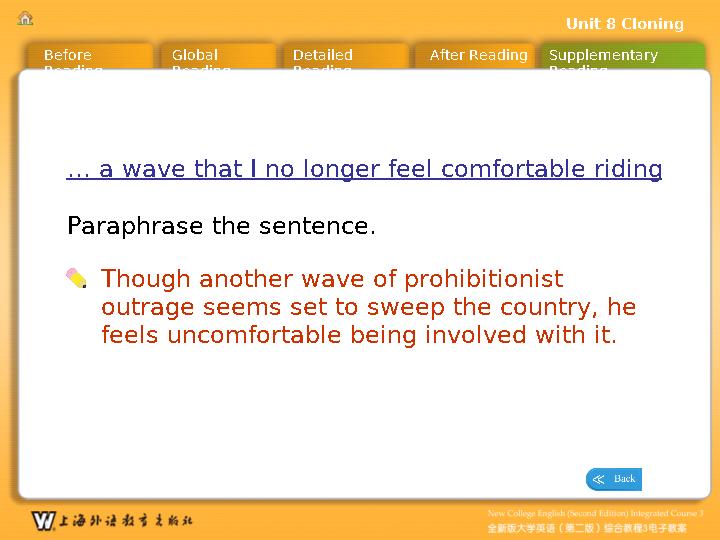 Unit 8 Cloning
Before Reading
Global Reading
Detailed Reading
After Reading
Supplementary Reading
... a wave that I no longer feel comfortable riding
Paraphrase the sentence.
Though another wave of prohibitionist
outrage seems set to sweep the country, he
feels uncomfortable being involved with it.
≪ Back
W 上海外语教育出版社
New College English (Second Edition) Integrated Course 3
全新版大学英语（第二版）综合教程3电子教案